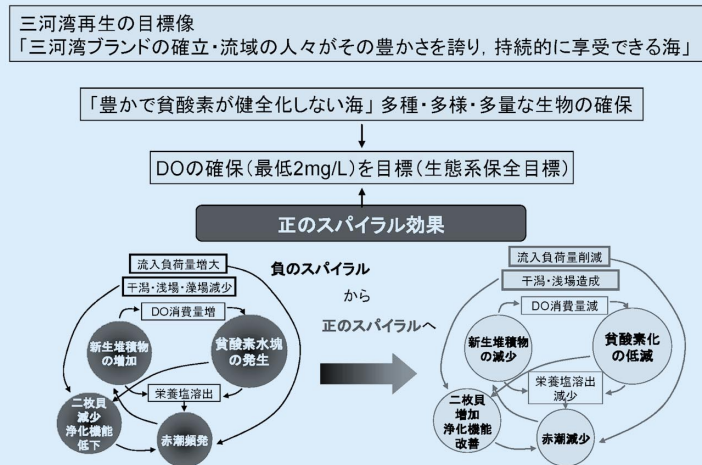 三河湾再生の目標像
「三河湾ブランドの確立・流域の人々がその豊かさを誇り，持続的に享受できる海」
「豊かで貧酸素が健全化しない海」多種・多様・多量な生物の確保
DOの確保（最低2mg/L）を目標（生態系保全目標）
正のスパイラル効果
負のスパイラル
から
正のスパイラルへ
流入負荷量増大
干潟・浅場・藻場減少
DO消費量増
新生堆積物
の増加
貧酸素水塊
の発生
栄養塩溶出
二枚貝
減少
浄化機能
低下
赤潮頻発
流入負荷量削減
干潟・浅場造成
DO消費量減
新生堆積物
の減少
貧酸素化
の低減
栄養塩溶出
減少
二枚貝
増加
浄化機能
改善
赤潮減少